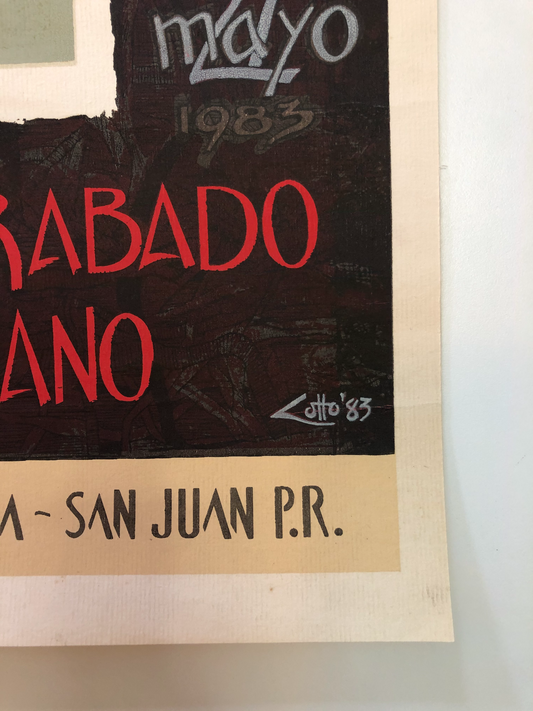 mayo
1983
RABADO
ANO
Cotto '83
A - SAN JUAN P.R.